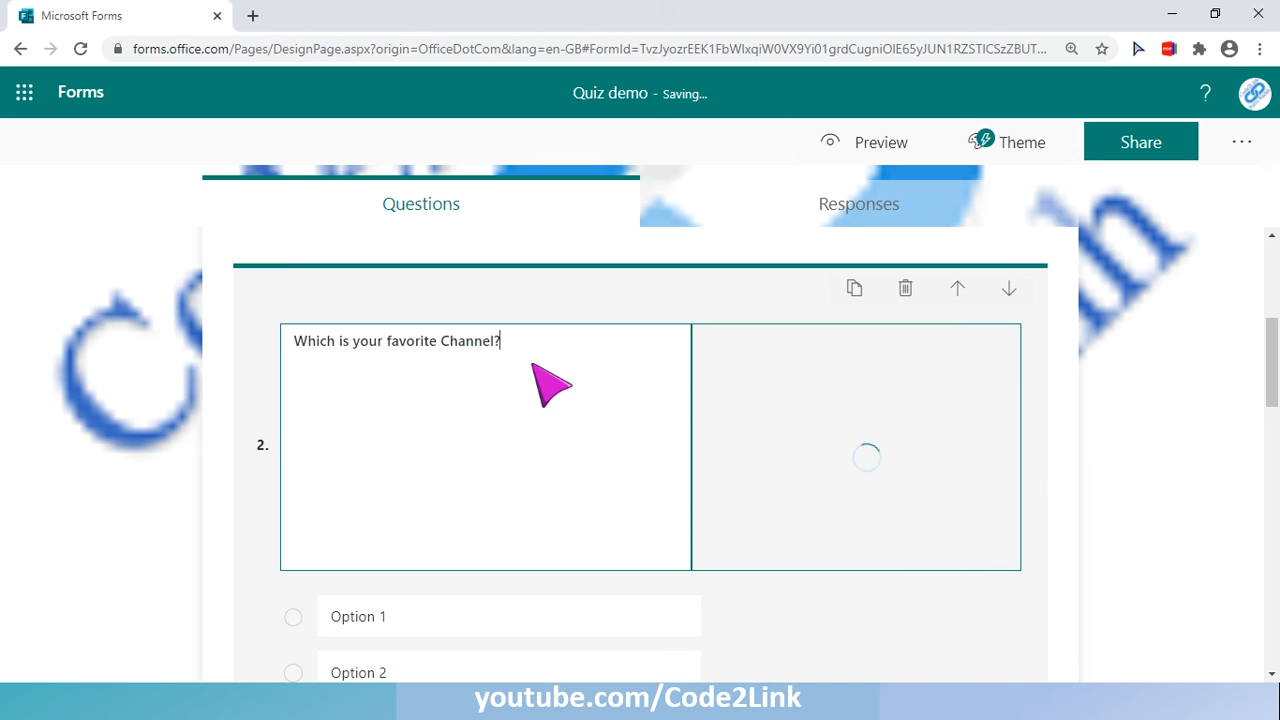 Microsoft Forms
forms.office.com/Pages/DesignPage.aspx?origin=OfficeDotCom&lang=en-GB#FormId=TvzJyozrEEK1FbWlxqiW0VX9Yi01grdCugniOIE65yJUN1RZSTlCSzZBUT...
Forms
Quiz demo - Saving...
?
Preview
Theme
Share
Questions
Responses
Which is your favorite Channel?
2.
Option 1
Option 2
youtube.com/Code2Link